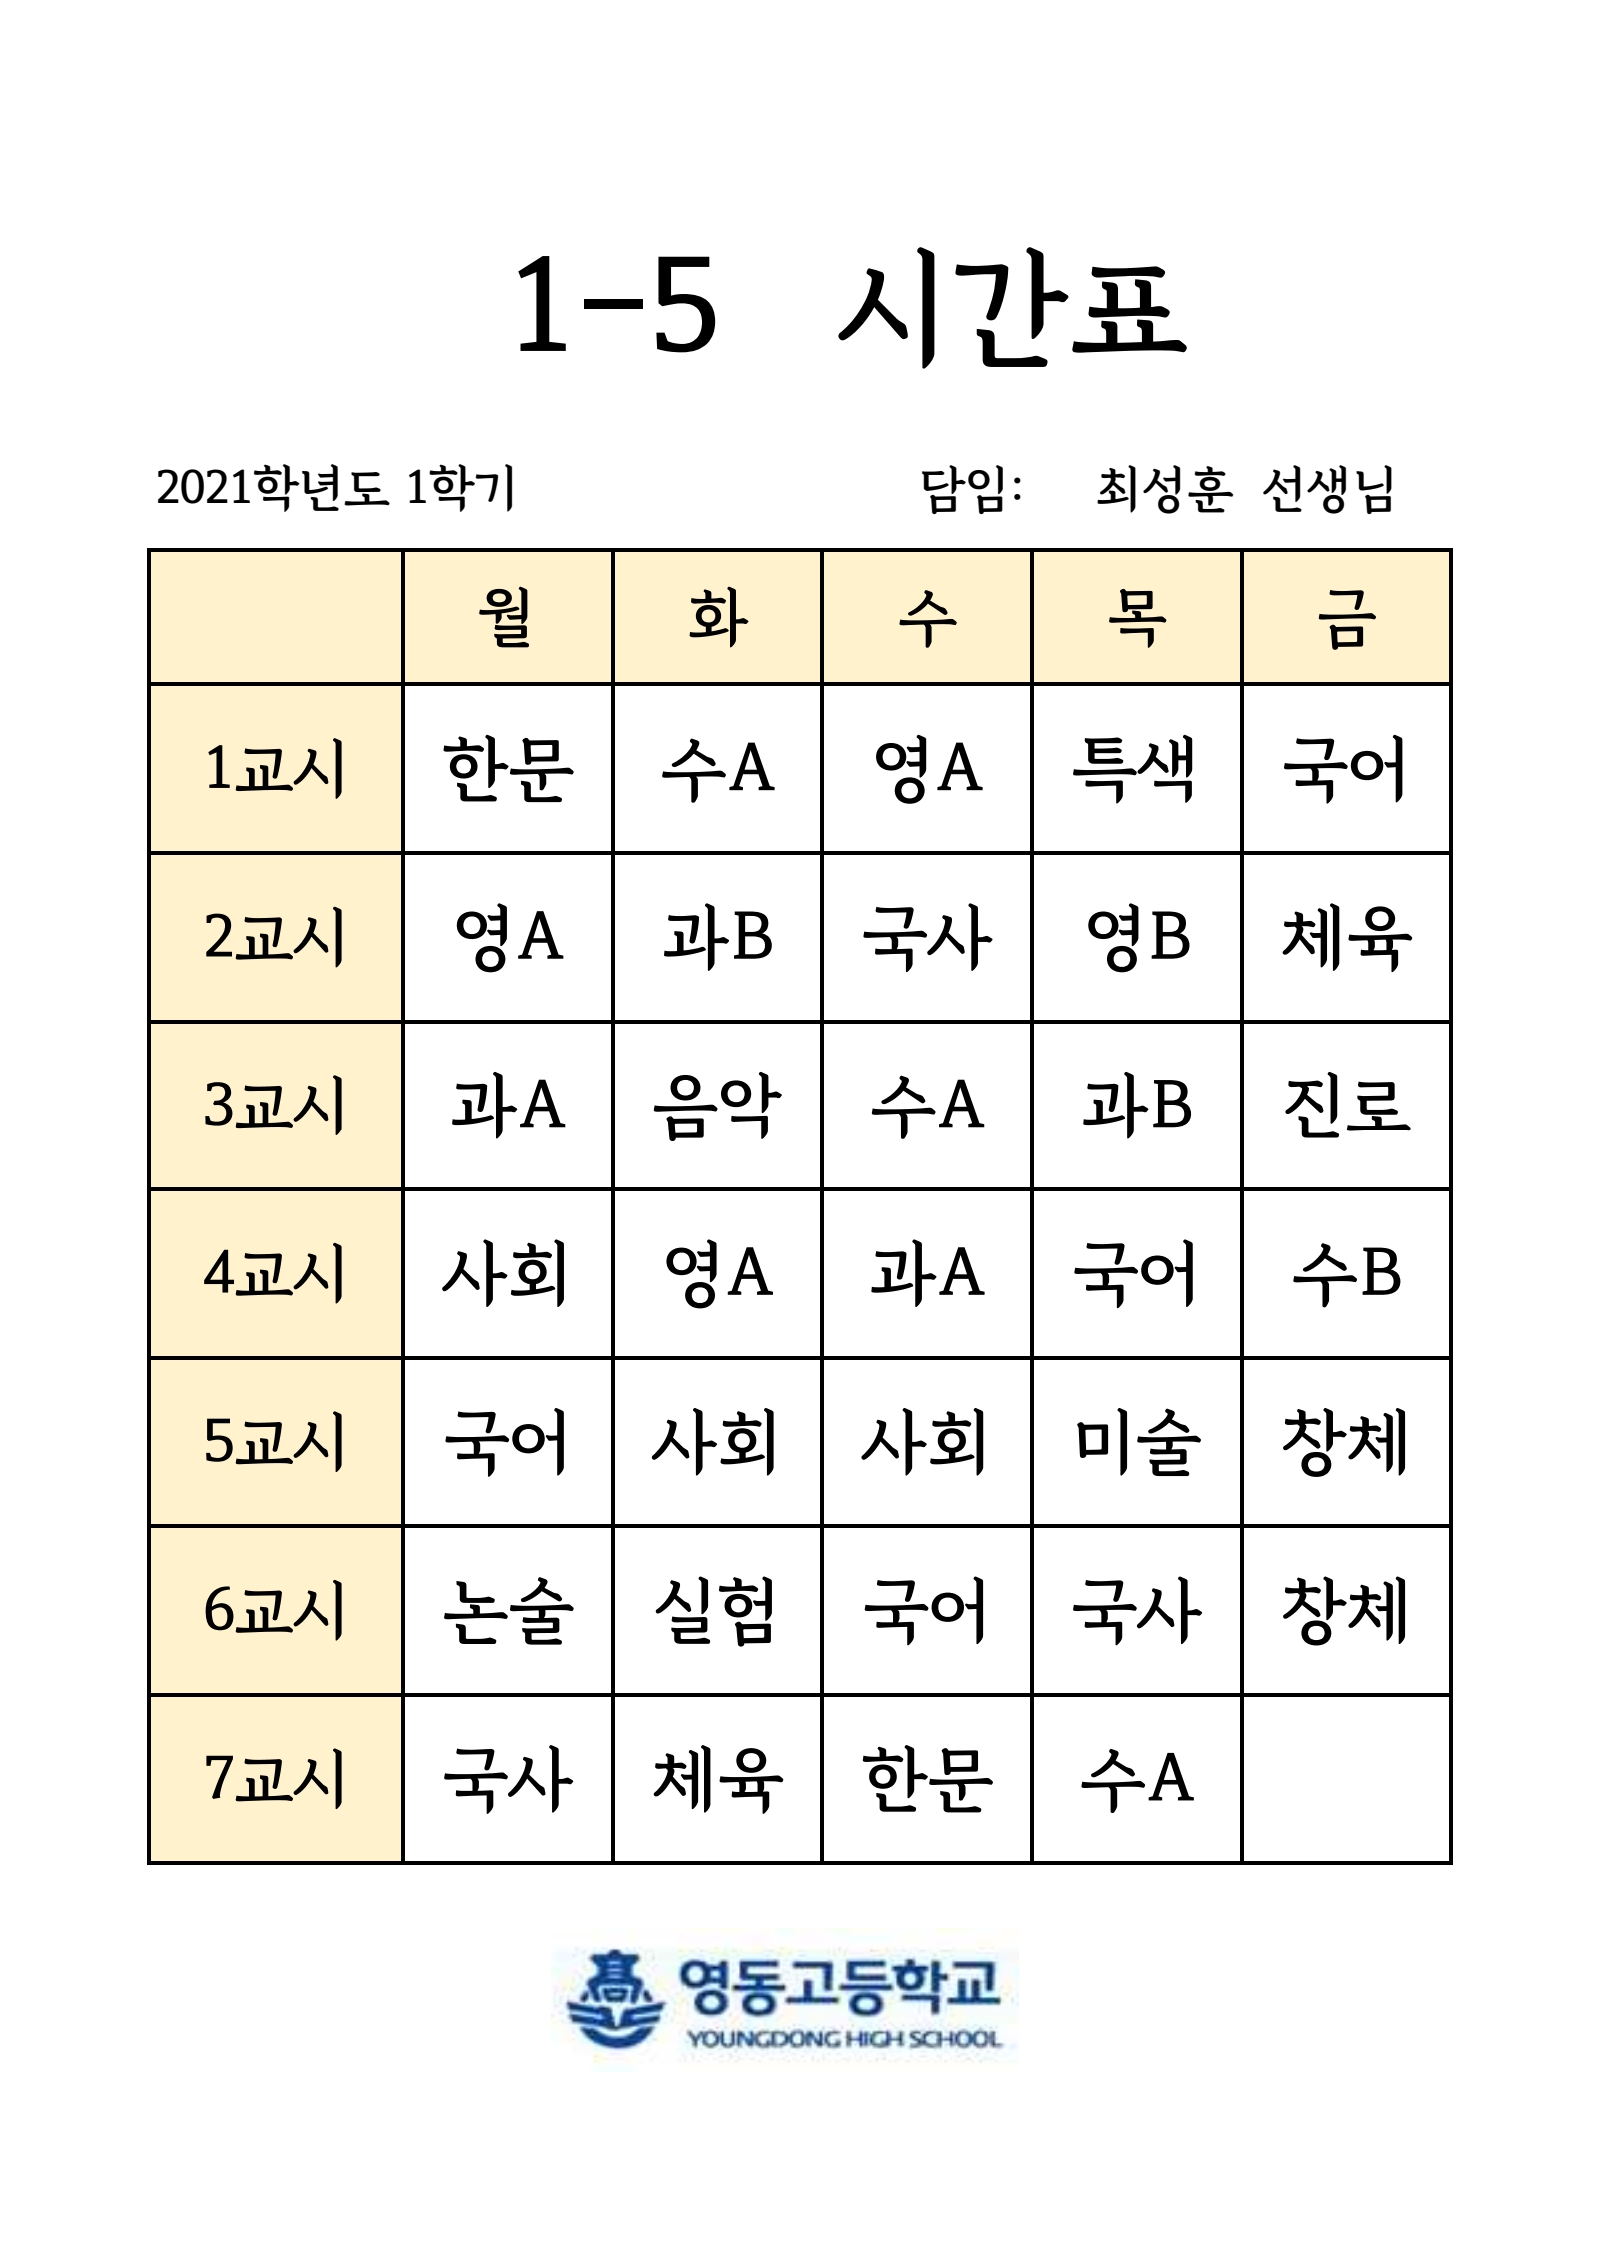 1-5 시간표
2021학년도 1학기 담임: 최성훈 선생님
월 화 수 목 금
1교시 한문 수A 영A 특색 국어
2교시 영A 과B 국사 영B 체육
3교시 과A 음악 수A 과B 진로
4교시 사회 영A 과A 국어 수B
5교시 국어 사회 사회 미술 창체
6교시 논술 실험 국어 국사 창체
7교시 국사 체육 한문 수A
高
영동고등학교
YOUNGDONG HIGH SCHOOL